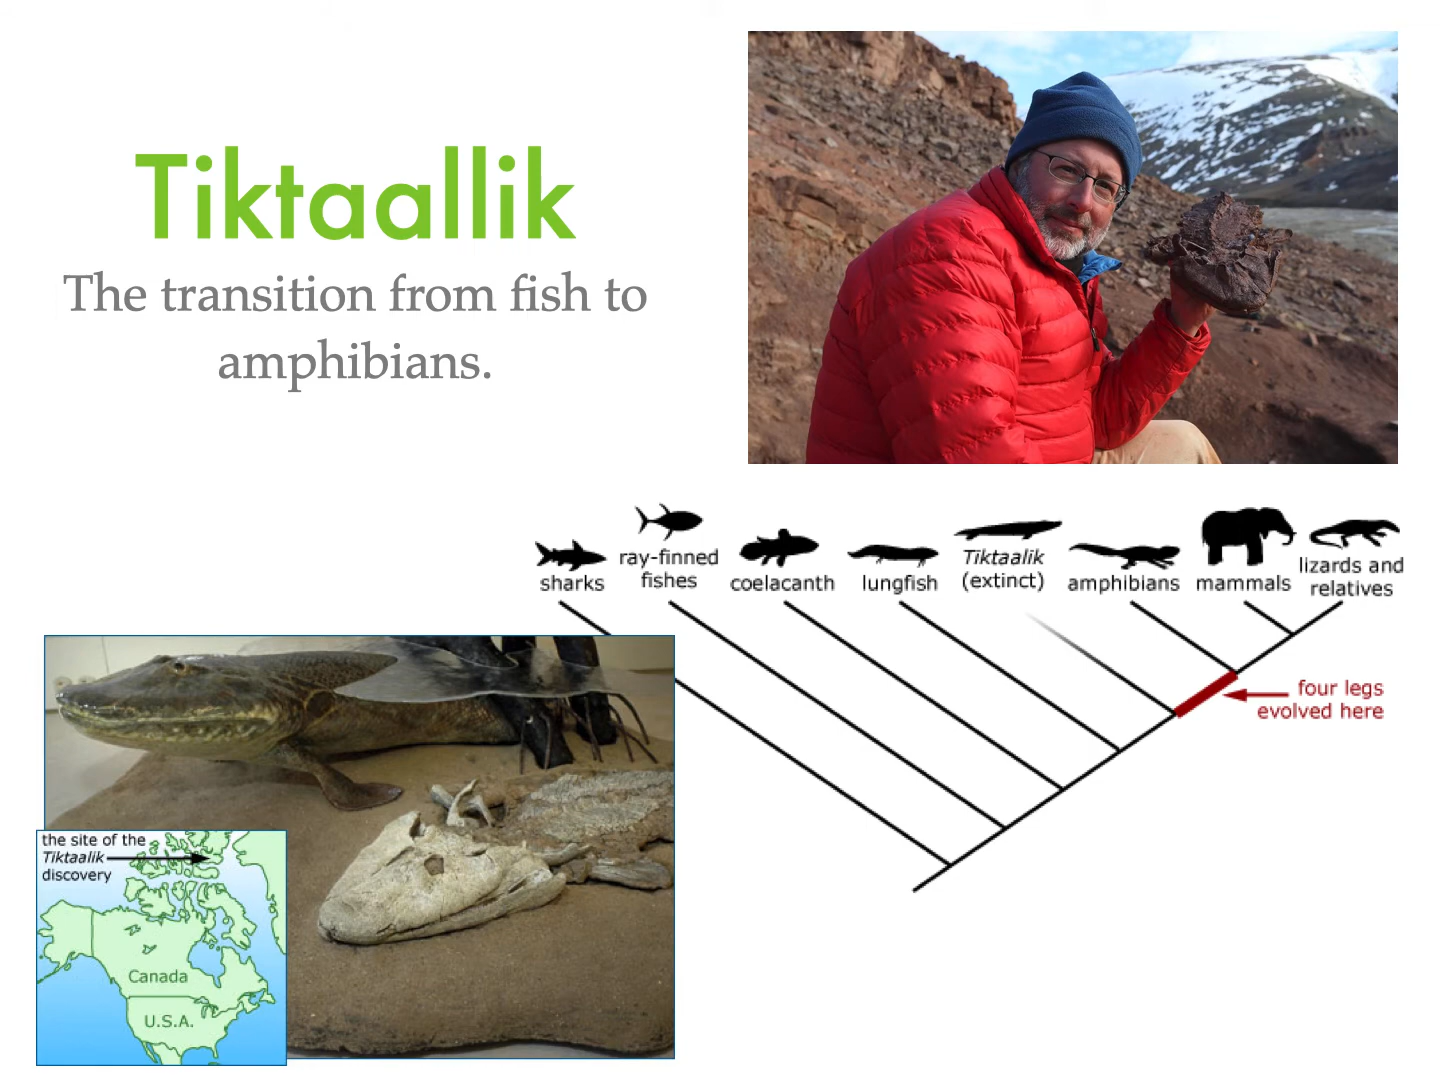 Tiktaallik
The transition from fish to
amphibians.
sharks
ray-finned
fishes
coelacanth
lungfish
Tiktaalik
(extinct)
amphibians
mammals
lizards and
relatives
four legs
evolved here
the site of the
Tiktaalik
discovery
Canada
U.S.A.